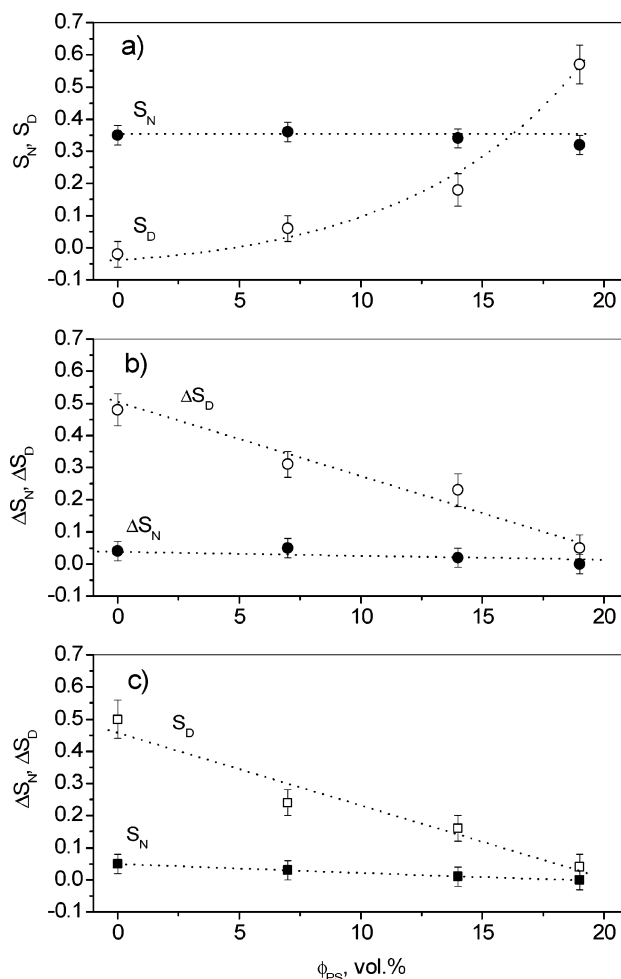 a)
S_N, S_D
0.7
0.6
0.5
0.4
0.3
0.2
0.1
0.0
-0.1
S_N
S_D
0 5 10 15 20
b)
ΔS_N, ΔS_D
0.7
0.6
0.5
0.4
0.3
0.2
0.1
0.0
-0.1
ΔS_D
ΔS_N
0 5 10 15 20
c)
ΔS_N, ΔS_D
0.7
0.6
0.5
0.4
0.3
0.2
0.1
0.0
-0.1
S_D
S_N
0 5 10 15 20
ϕ_PS, vol.%